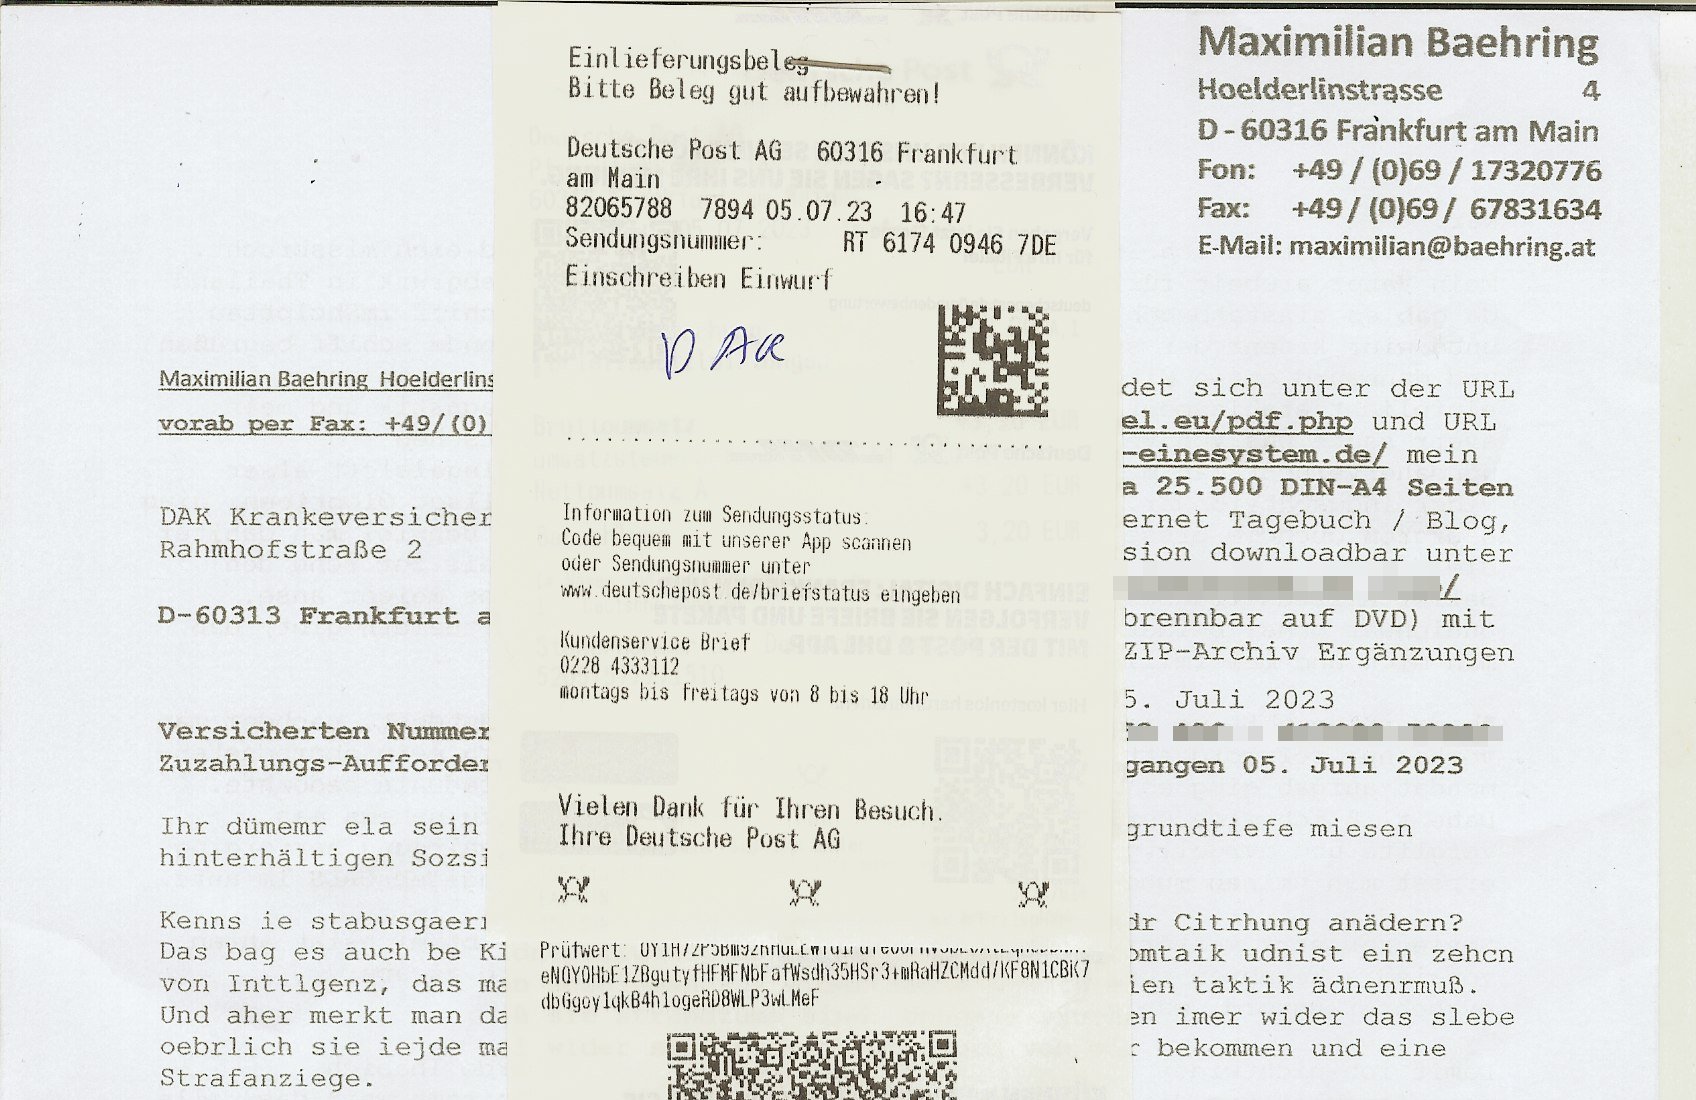 Maximilian Baehring
Hoelderlinstrasse 4
D - 60316 Frankfurt am Main
Fon: +49 / (0)69 / 17320776
Fax: +49 / (0)69 / 67831634
E-Mail: maximilian@baehring.at
Einlieferungsbeleg
Bitte Beleg gut aufbewahren!
Deutsche Post AG 60316 Frankfurt
am Main
82065788 7894 05.07.23 16:47
Sendungsnummer: RT 6174 0946 7DE
Einschreiben Einwurf
Information zum Sendungsstatus:
Code bequem mit unserer App scannen
oder Sendungsnummer unter
www.deutschepost.de/briefstatus eingeben
Kundenservice Brief
0228 4333112
montags bis freitags von 8 bis 18 Uhr
Vielen Dank für Ihren Besuch.
Ihre Deutsche Post AG
Prüfwert:
Maximilian Baehring Hoelderlins
vorab per Fax: +49/(0)
DAK Krankeversicher
Rahmhofstraße 2
D-60313 Frankfurt a
Versicherten Nummer
Zuzahlungs-Aufforder
Ihr dümemr ela sein
hinterhältigen Sozsi
Kenns ie stabusgaer
Das bag es auch be Ki
von Inttlgenz, das ma
Und aher merkt man da
oebrlich sie iejde ma
Strafanziege.
det sich unter der URL
el.eu/pdf.php und URL
-einesystem.de/ mein
a 25.500 DIN-A4 Seiten
ernet Tagebuch / Blog,
sion downloadbar unter
brennbar auf DVD) mit
ZIP-Archiv Ergänzungen
5. Juli 2023
gangen 05. Juli 2023
grundtiefe miesen
dr Citrhung anädern?
omtaik udnist ein zehcn
ien taktik ädnenrmuß.
en imer wider das slebe
r bekommen und eine